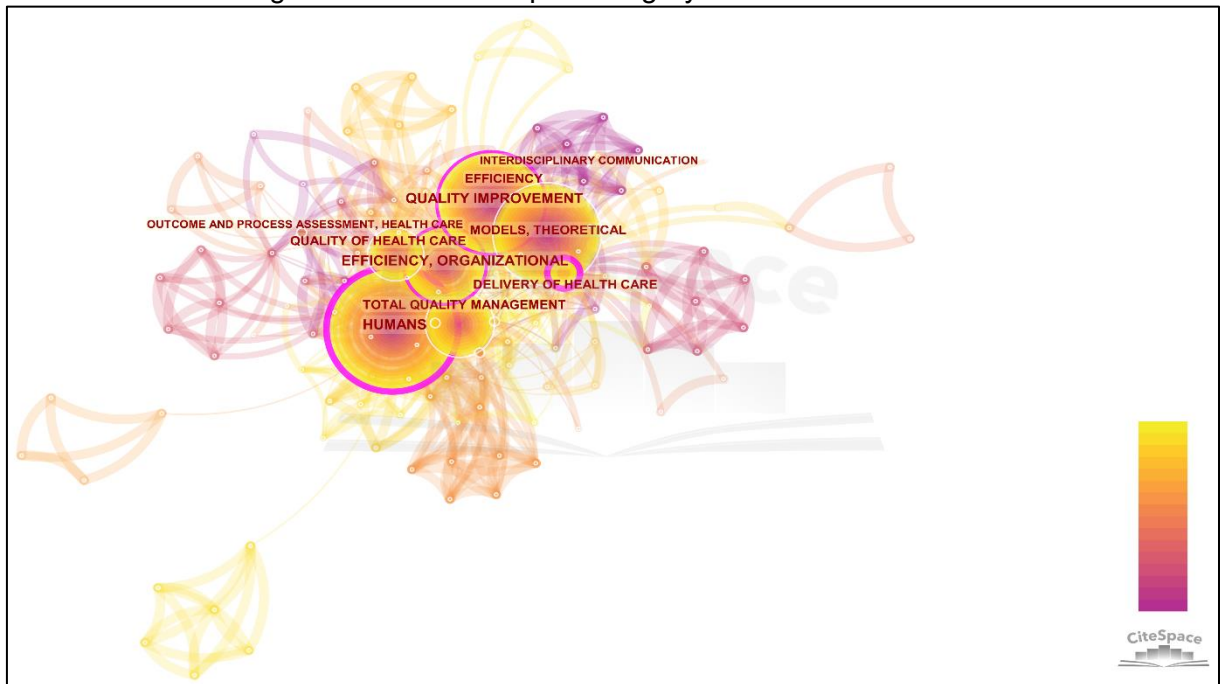 INTERDISCIPLINARY COMMUNICATION
EFFICIENCY
QUALITY IMPROVEMENT
OUTCOME AND PROCESS ASSESSMENT, HEALTH CARE
MODELS, THEORETICAL
QUALITY OF HEALTH CARE
EFFICIENCY, ORGANIZATIONAL
DELIVERY OF HEALTH CARE
TOTAL QUALITY MANAGEMENT
HUMANS
CiteSpace